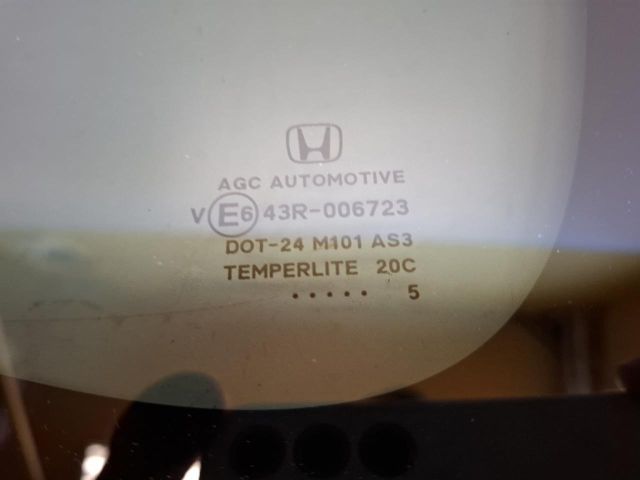 AGC AUTOMOTIVE
V E6 43R-006723
DOT-24 M101 AS3
TEMPERLITE 20C
..... 5